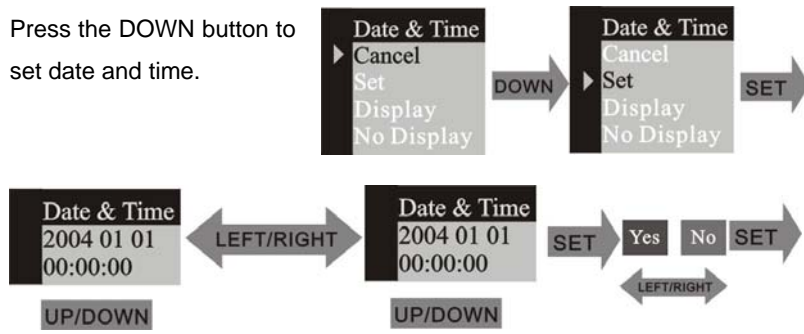 Press the DOWN button to
set date and time.
Date & Time
Cancel
Set
Display
No Display
DOWN
Date & Time
Cancel
Set
Display
No Display
SET
Date & Time
2004 01 01
00:00:00
UP/DOWN
LEFT/RIGHT
Date & Time
2004 01 01
00:00:00
UP/DOWN
SET
Yes
No
LEFT/RIGHT
SET